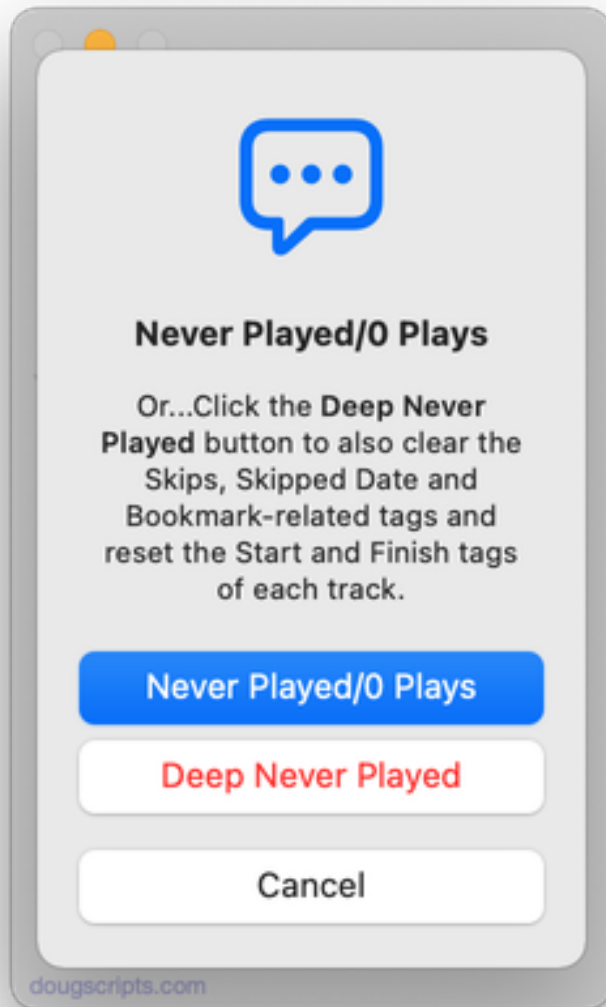 Never Played/0 Plays
Or...Click the Deep Never
Played button to also clear the
Skips, Skipped Date and
Bookmark-related tags and
reset the Start and Finish tags
of each track.
Never Played/0 Plays
Deep Never Played
Cancel
dougscripts.com